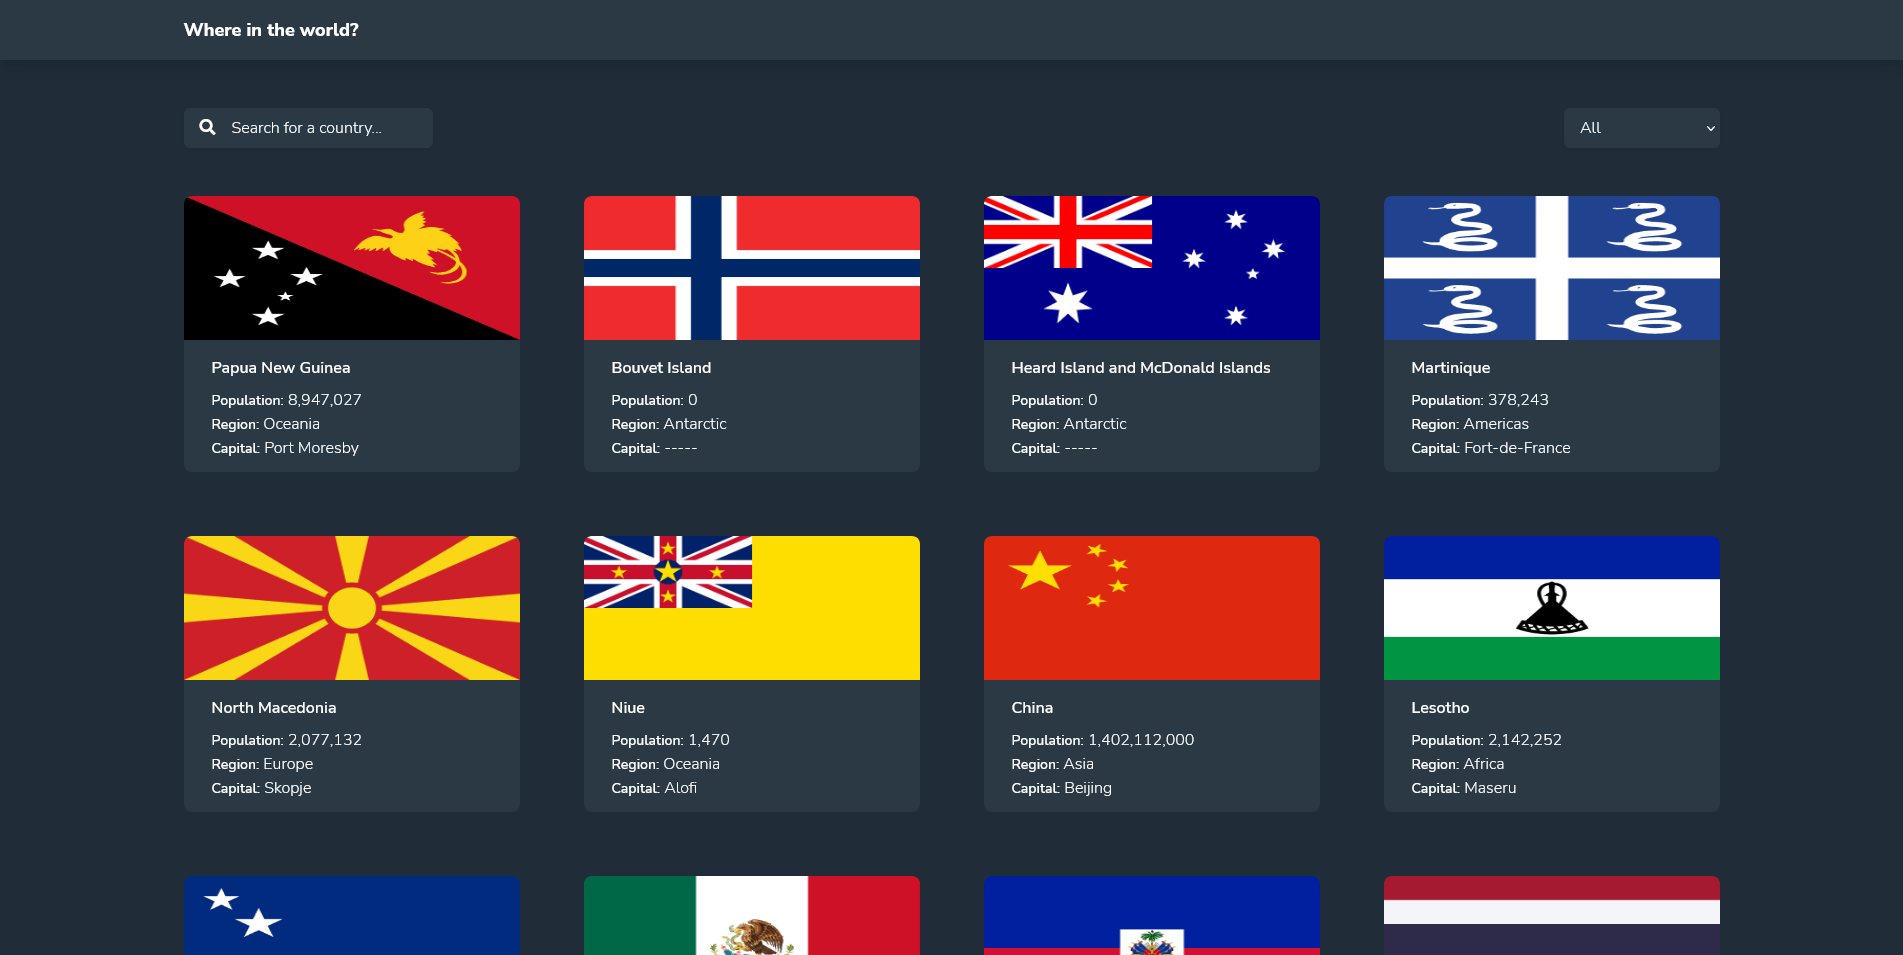 Where in the world?
Search for a country...
All
Papua New Guinea
Population: 8,947,027
Region: Oceania
Capital: Port Moresby
Bouvet Island
Population: 0
Region: Antarctic
Capital: -----
Heard Island and McDonald Islands
Population: 0
Region: Antarctic
Capital: -----
Martinique
Population: 378,243
Region: Americas
Capital: Fort-de-France
North Macedonia
Population: 2,077,132
Region: Europe
Capital: Skopje
Niue
Population: 1,470
Region: Oceania
Capital: Alofi
China
Population: 1,402,112,000
Region: Asia
Capital: Beijing
Lesotho
Population: 2,142,252
Region: Africa
Capital: Maseru